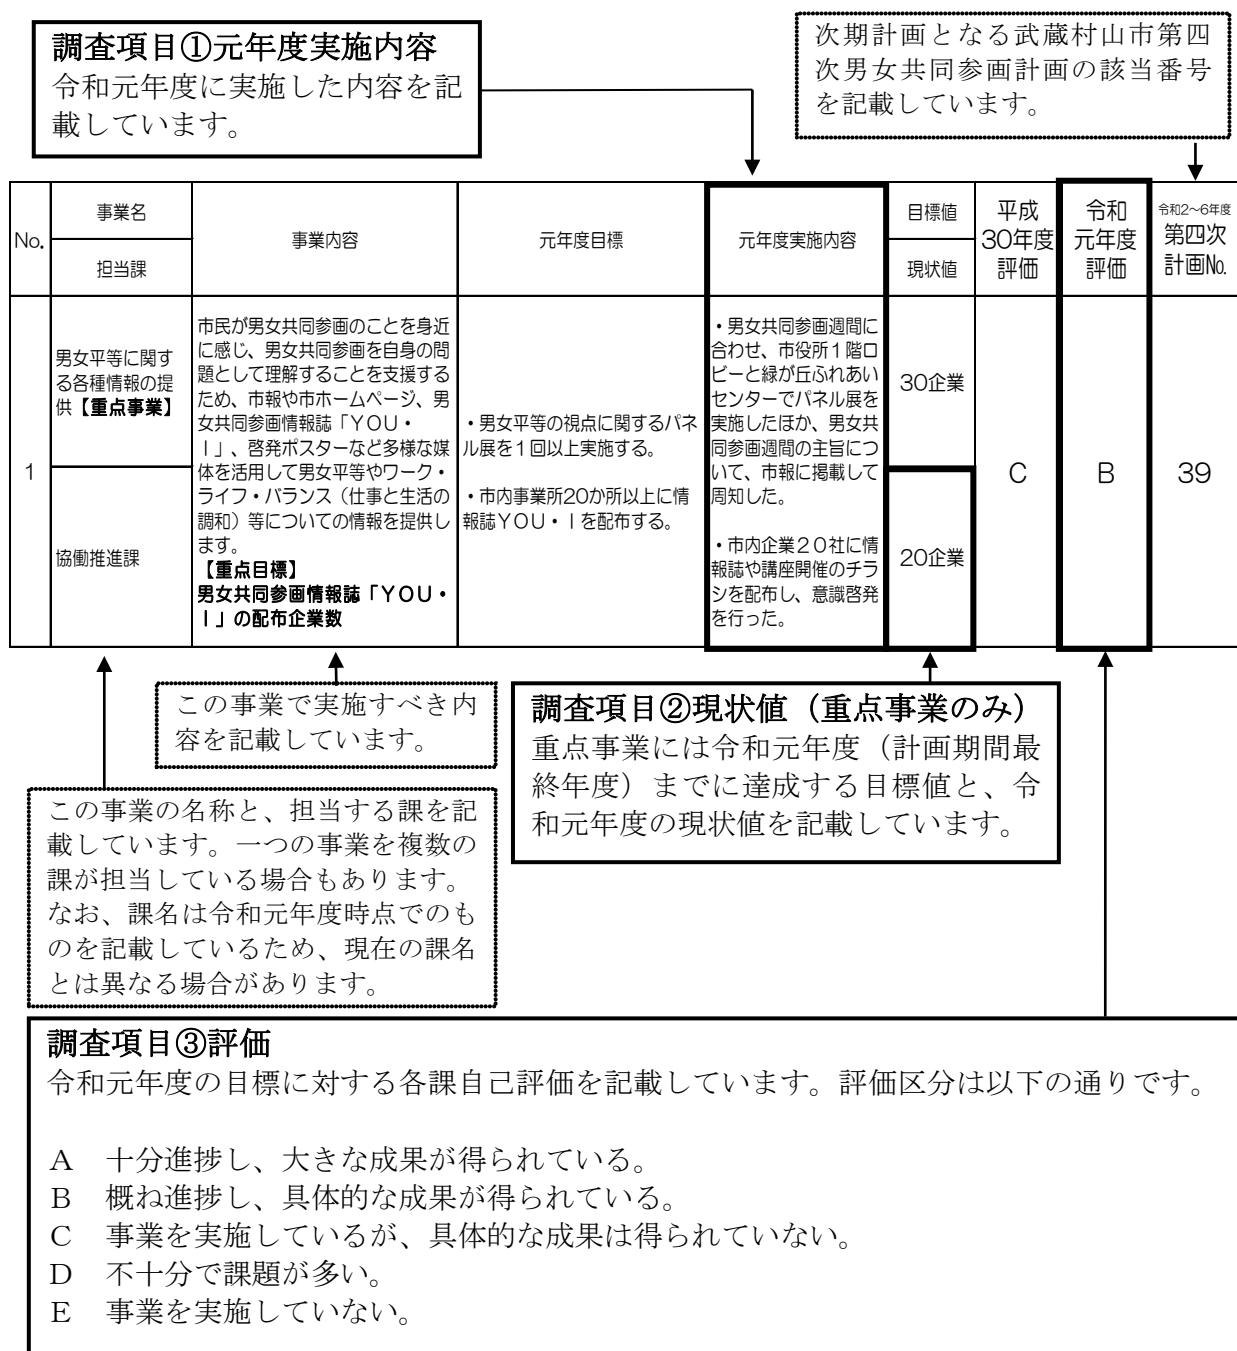 調査項目①元年度実施内容
令和元年度に実施した内容を記
載しています。
次期計画となる武蔵村山市第四
次男女共同参画計画の該当番号
を記載しています。
No.
事業名
担当課
事業内容
元年度目標
元年度実施内容
目標値
現状値
平成
30年度
評価
令和
元年度
評価
令和2～6年度
第四次
計画No.
1
男女平等に関す
る各種情報の提
供【重点事業】
協働推進課
市民が男女共同参画のことを身近
に感じ、男女共同参画を自身の問
題として理解することを支援する
ため、市報や市ホームページ、男
女共同参画情報誌「ＹＯＵ・
Ｉ」、啓発ポスターなど多様な媒
体を活用して男女平等やワーク・
ライフ・バランス（仕事と生活の
調和）等についての情報を提供し
ます。
【重点目標】
男女共同参画情報誌「ＹＯＵ・
Ｉ」の配布企業数
・男女平等の視点に関するパネ
ル展を１回以上実施する。
・市内事業所20か所以上に情
報誌ＹＯＵ・Ｉを配布する。
・男女共同参画週間に
合わせ、市役所１階ロ
ビーと緑が丘ふれあい
センターでパネル展を
実施したほか、男女共
同参画週間の主旨につ
いて、市報に掲載して
周知した。
・市内企業２０社に情
報誌や講座開催のチラ
シを配布し、意識啓発
を行った。
30企業
20企業
C
B
39
この事業で実施すべき内
容を記載しています。
調査項目②現状値（重点事業のみ）
重点事業には令和元年度（計画期間最
終年度）までに達成する目標値と、令
和元年度の現状値を記載しています。
この事業の名称と、担当する課を記
載しています。一つの事業を複数の
課が担当している場合もあります。
なお、課名は令和元年度時点でのも
のを記載しているため、現在の課名
とは異なる場合があります。
調査項目③評価
令和元年度の目標に対する各課自己評価を記載しています。評価区分は以下の通りです。
Ａ　十分進捗し、大きな成果が得られている。
Ｂ　概ね進捗し、具体的な成果が得られている。
Ｃ　事業を実施しているが、具体的な成果は得られていない。
Ｄ　不十分で課題が多い。
Ｅ　事業を実施していない。